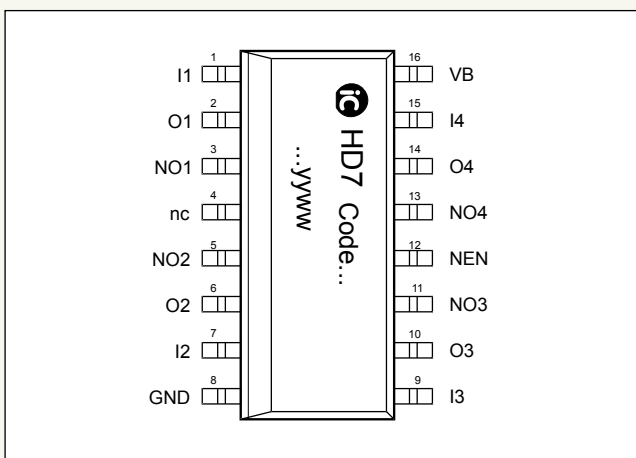 1
I1
2
O1
3
NO1
4
nc
5
NO2
6
O2
7
I2
8
GND
iC HD7 Code...
...yyww
16
VB
15
I4
14
O4
13
NO4
12
NEN
11
NO3
10
O3
9
I3